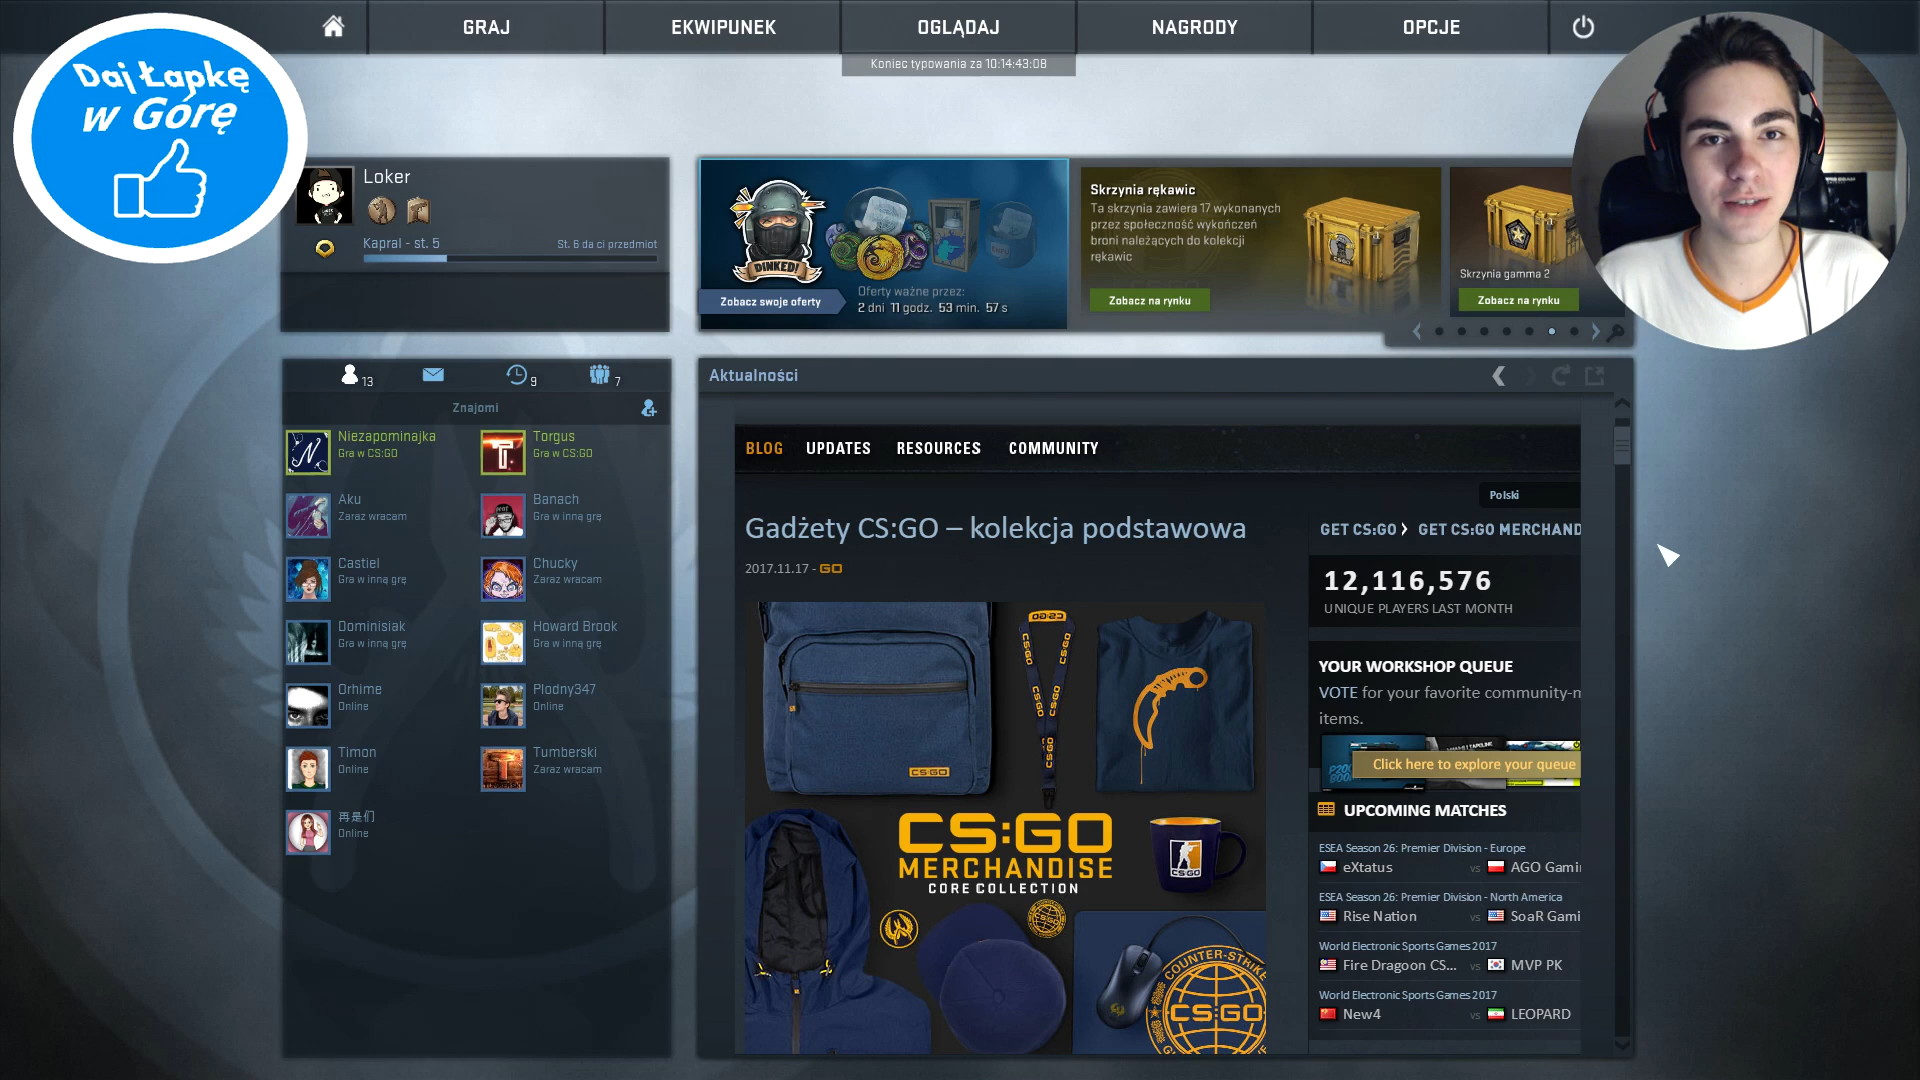 GRAJ
EKWIPUNEK
OGLĄDAJ
NAGRODY
OPCJE
Koniec typowania za 10:14:43:08
Daj Łapkę
w Górę
Loker
Kapral - st. 5
St. 6 da ci przedmiot
DINKED!
Zobacz swoje oferty
Oferty ważne przez:
2 dni 11 godz. 53 min. 57 s
Skrzynia rękawic
Ta skrzynia zawiera 17 wykonanych
przez społeczność wykończeń
broni należących do kolekcji
rękawic
Zobacz na rynku
Skrzynia gamma 2
Zobacz na rynku
13
9
7
Znajomi
Niezapominajka
Gra w CS:GO
Torgus
Gra w CS:GO
Aku
Zaraz wracam
Banach
Gra w inną grę
Castiel
Gra w inną grę
Chucky
Zaraz wracam
Dominisiak
Gra w inną grę
Howard Brook
Gra w inną grę
Orhime
Online
Plodny347
Online
Timon
Online
Tumberski
Zaraz wracam
再是们
Online
Aktualności
BLOG
UPDATES
RESOURCES
COMMUNITY
Polski
Gadżety CS:GO – kolekcja podstawowa
2017.11.17 - GO
CS:GO
CS:GO
MERCHANDISE
CORE COLLECTION
CS:GO
COUNTER-STRIKE
CS:GO
GET CS:GO
GET CS:GO MERCHAND
12,116,576
UNIQUE PLAYERS LAST MONTH
YOUR WORKSHOP QUEUE
VOTE for your favorite community-m
items.
Click here to explore your queue
UPCOMING MATCHES
ESEA Season 26: Premier Division - Europe
eXtatus vs AGO Gami
ESEA Season 26: Premier Division - North America
Rise Nation vs SoaR Gami
World Electronic Sports Games 2017
Fire Dragoon CS... vs MVP PK
World Electronic Sports Games 2017
New4 vs LEOPARD